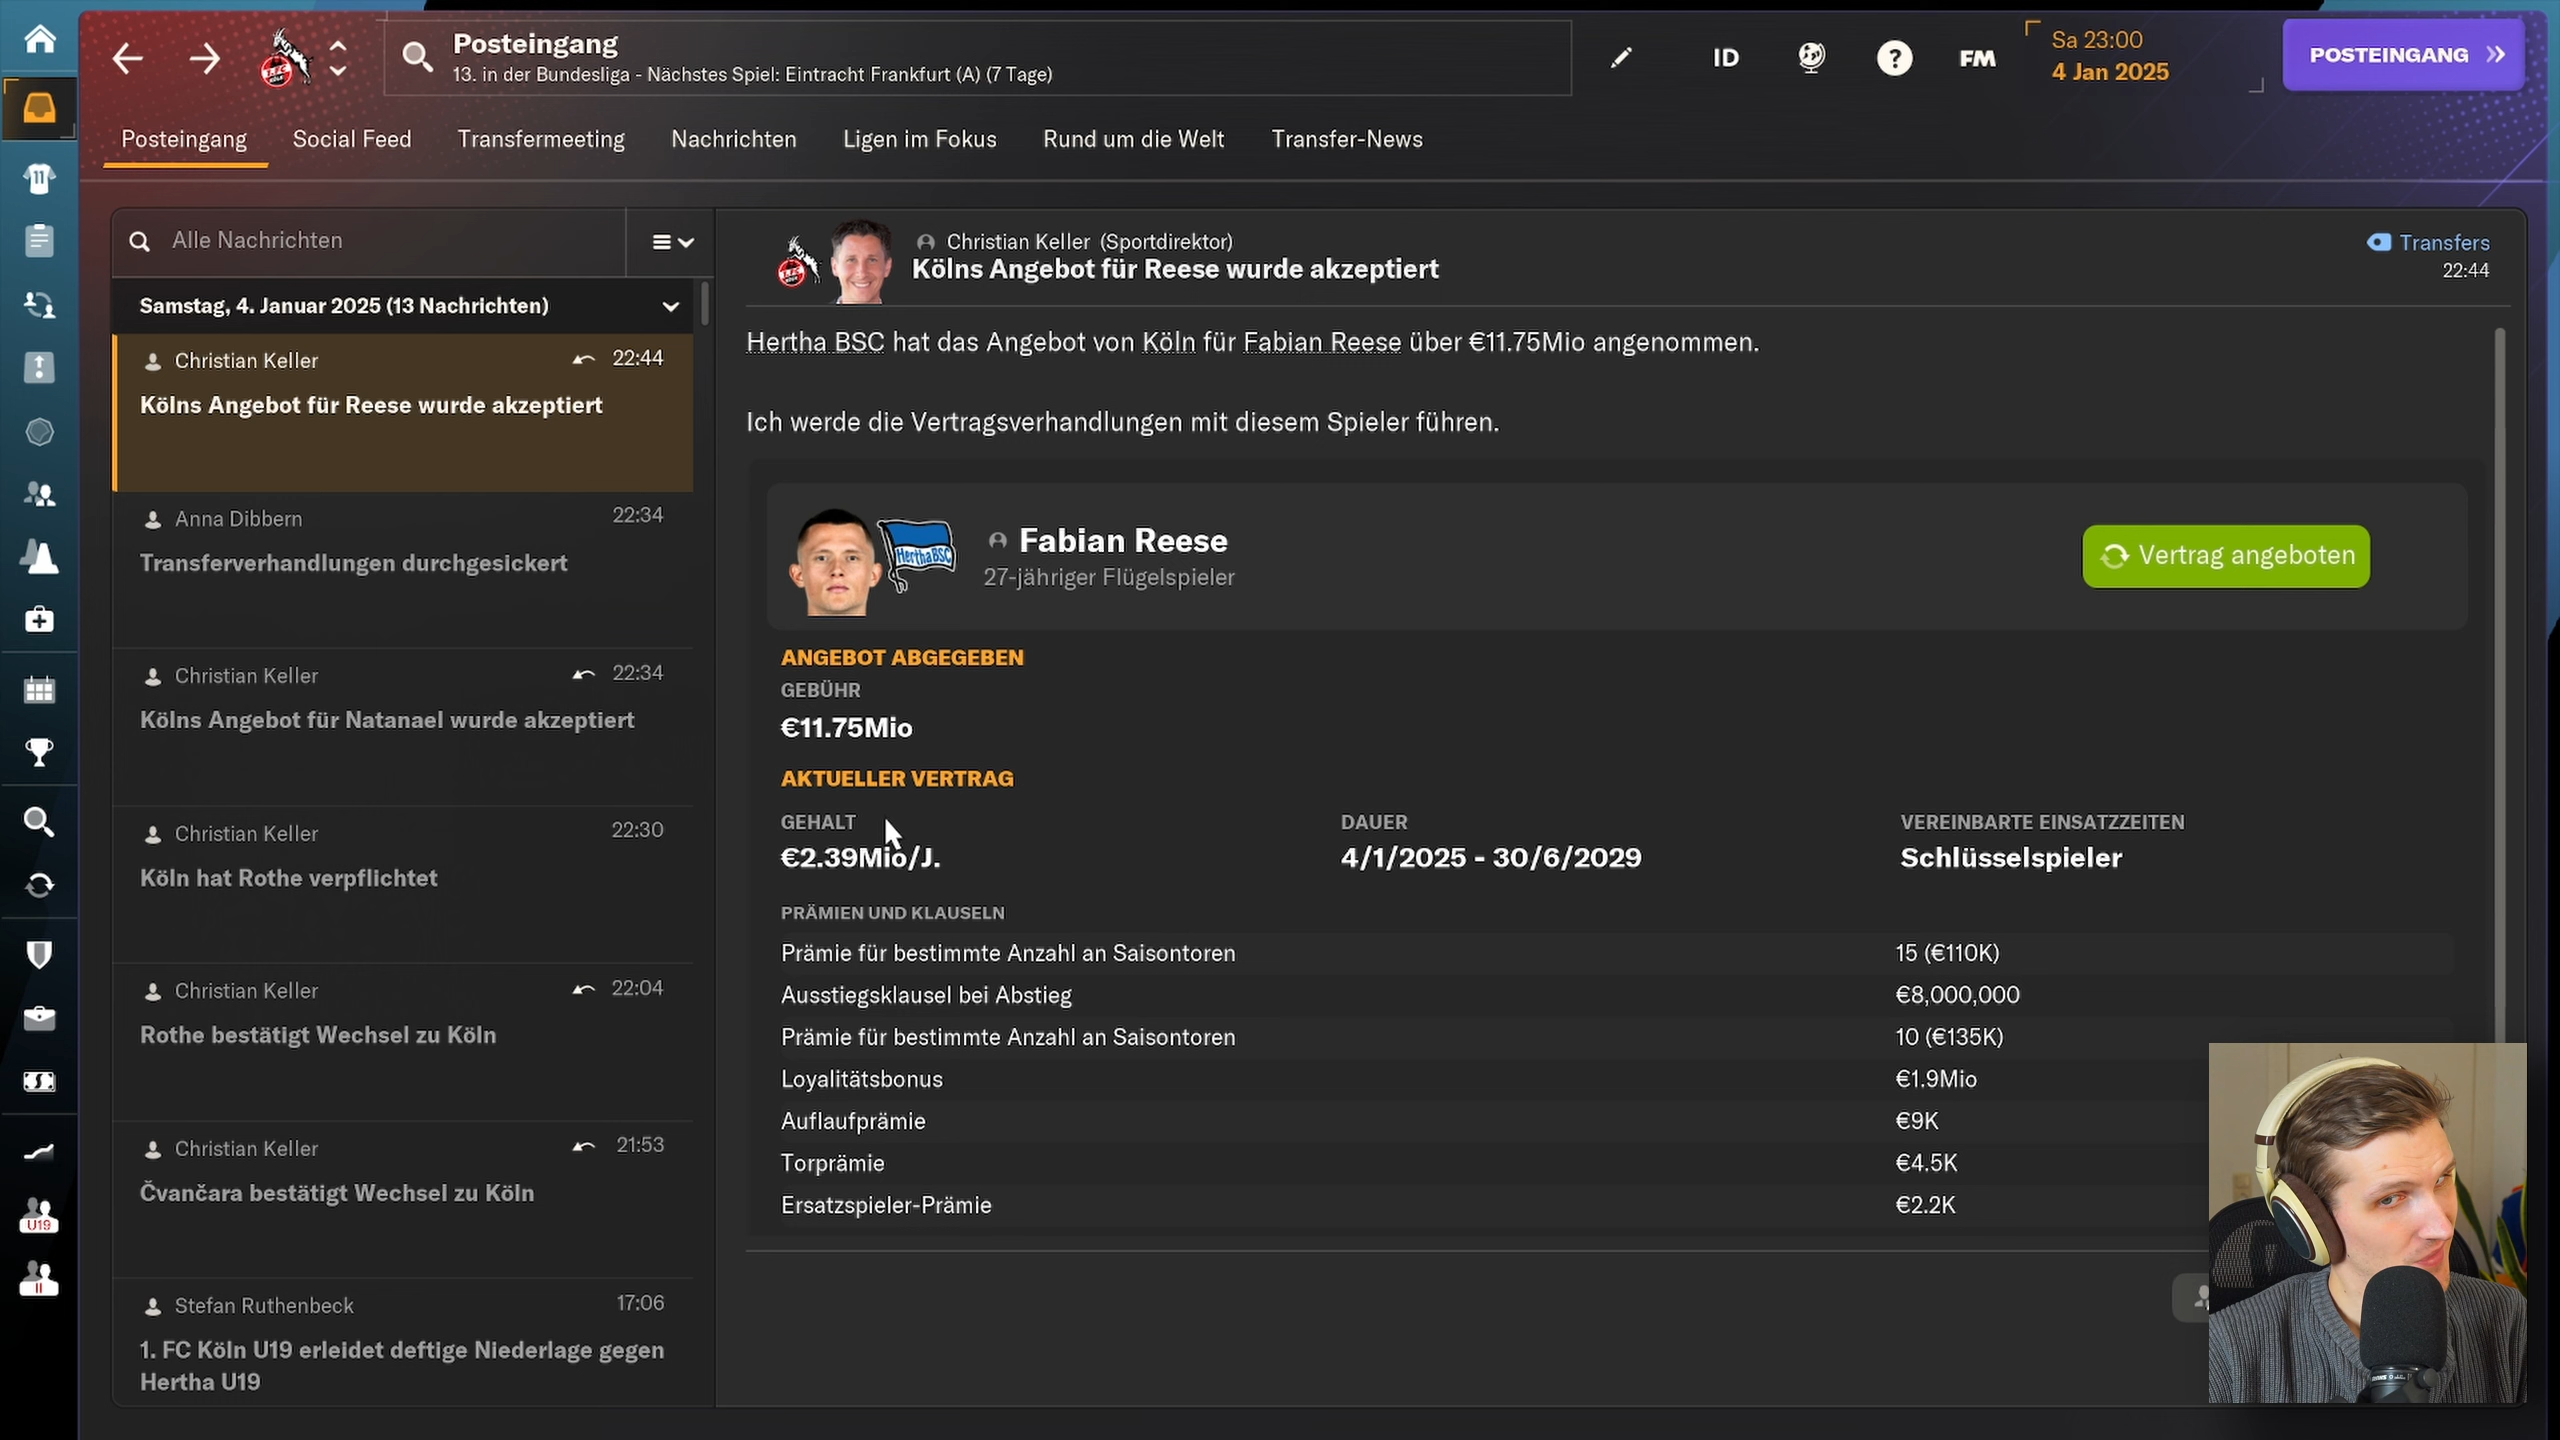 Posteingang
13. in der Bundesliga - Nächstes Spiel: Eintracht Frankfurt (A) (7 Tage)
ID
FM
Sa 23:00
4 Jan 2025
POSTEINGANG
Posteingang
Social Feed
Transfermeeting
Nachrichten
Ligen im Fokus
Rund um die Welt
Transfer-News
Alle Nachrichten
Samstag, 4. Januar 2025 (13 Nachrichten)
Christian Keller
22:44
Kölns Angebot für Reese wurde akzeptiert
Anna Dibbern
22:34
Transferverhandlungen durchgesickert
Christian Keller
22:34
Kölns Angebot für Natanael wurde akzeptiert
Christian Keller
22:30
Köln hat Rothe verpflichtet
Christian Keller
22:04
Rothe bestätigt Wechsel zu Köln
Christian Keller
21:53
Čvančara bestätigt Wechsel zu Köln
Stefan Ruthenbeck
17:06
1. FC Köln U19 erleidet deftige Niederlage gegen
Hertha U19
Christian Keller (Sportdirektor)
Kölns Angebot für Reese wurde akzeptiert
Transfers
22:44
Hertha BSC hat das Angebot von Köln für Fabian Reese über €11.75Mio angenommen.
Ich werde die Vertragsverhandlungen mit diesem Spieler führen.
Hertha BSC
Fabian Reese
27-jähriger Flügelspieler
Vertrag angeboten
ANGEBOT ABGEGEBEN
GEBÜHR
€11.75Mio
AKTUELLER VERTRAG
GEHALT
€2.39Mio/J.
DAUER
4/1/2025 - 30/6/2029
VEREINBARTE EINSATZZEITEN
Schlüsselspieler
PRÄMIEN UND KLAUSELN
Prämie für bestimmte Anzahl an Saisontoren 15 (€110K)
Ausstiegsklausel bei Abstieg €8,000,000
Prämie für bestimmte Anzahl an Saisontoren 10 (€135K)
Loyalitätsbonus €1.9Mio
Auflaufprämie €9K
Torprämie €4.5K
Ersatzspieler-Prämie €2.2K
11
U19
II